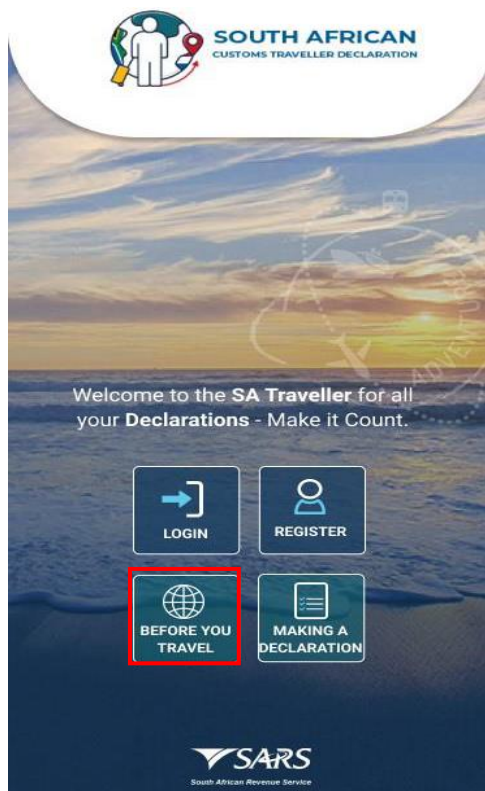 SOUTH AFRICAN
CUSTOMS TRAVELLER DECLARATION
ADVENTURE
Welcome to the SA Traveller for all
your Declarations - Make it Count.
LOGIN
REGISTER
BEFORE YOU
TRAVEL
MAKING A
DECLARATION
SARS
South African Revenue Service